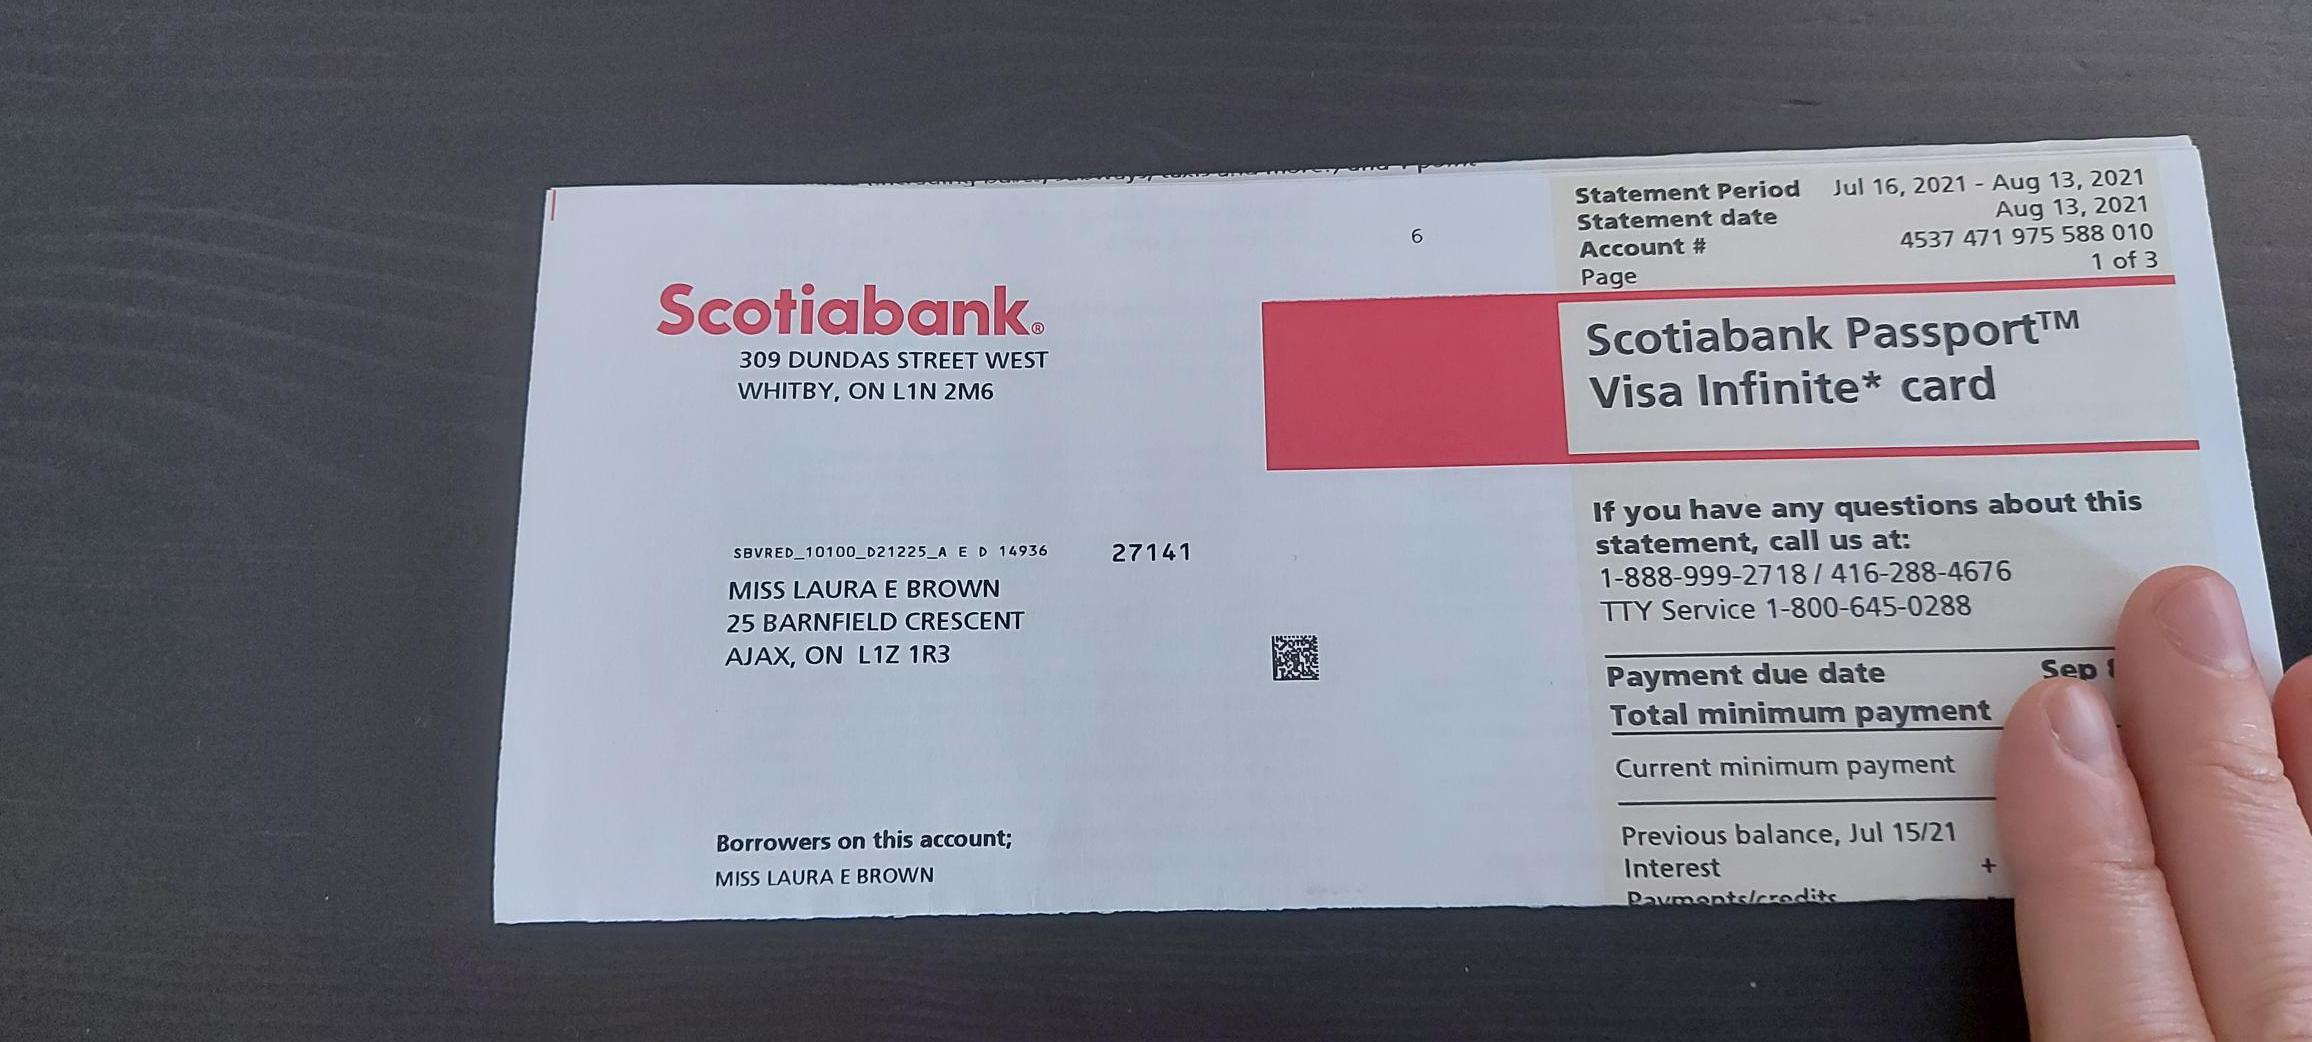 Statement Period Jul 16, 2021 - Aug 13, 2021
Statement date Aug 13, 2021
Account # 4537 471 975 588 010
Page 1 of 3
6
Scotiabank®
309 DUNDAS STREET WEST
WHITBY, ON L1N 2M6
Scotiabank Passport™
Visa Infinite* card
SBVRED_10100_D21225_A E D 14936 27141
MISS LAURA E BROWN
25 BARNFIELD CRESCENT
AJAX, ON L1Z 1R3
Borrowers on this account;
MISS LAURA E BROWN
If you have any questions about this
statement, call us at:
1-888-999-2718 / 416-288-4676
TTY Service 1-800-645-0288
Payment due date Sep
Total minimum payment
Current minimum payment
Previous balance, Jul 15/21
Interest +
Payments/credits